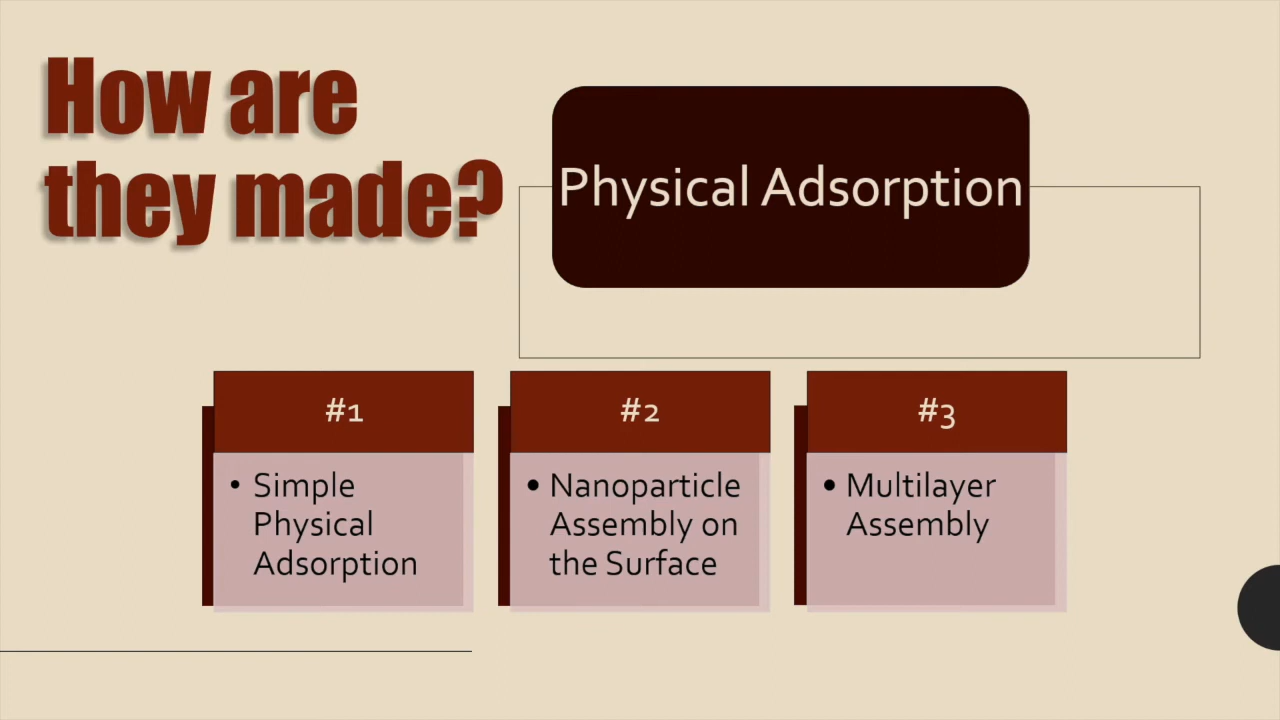 How are
they made?
Physical Adsorption
#1
• Simple
Physical
Adsorption
#2
• Nanoparticle
Assembly on
the Surface
#3
• Multilayer
Assembly